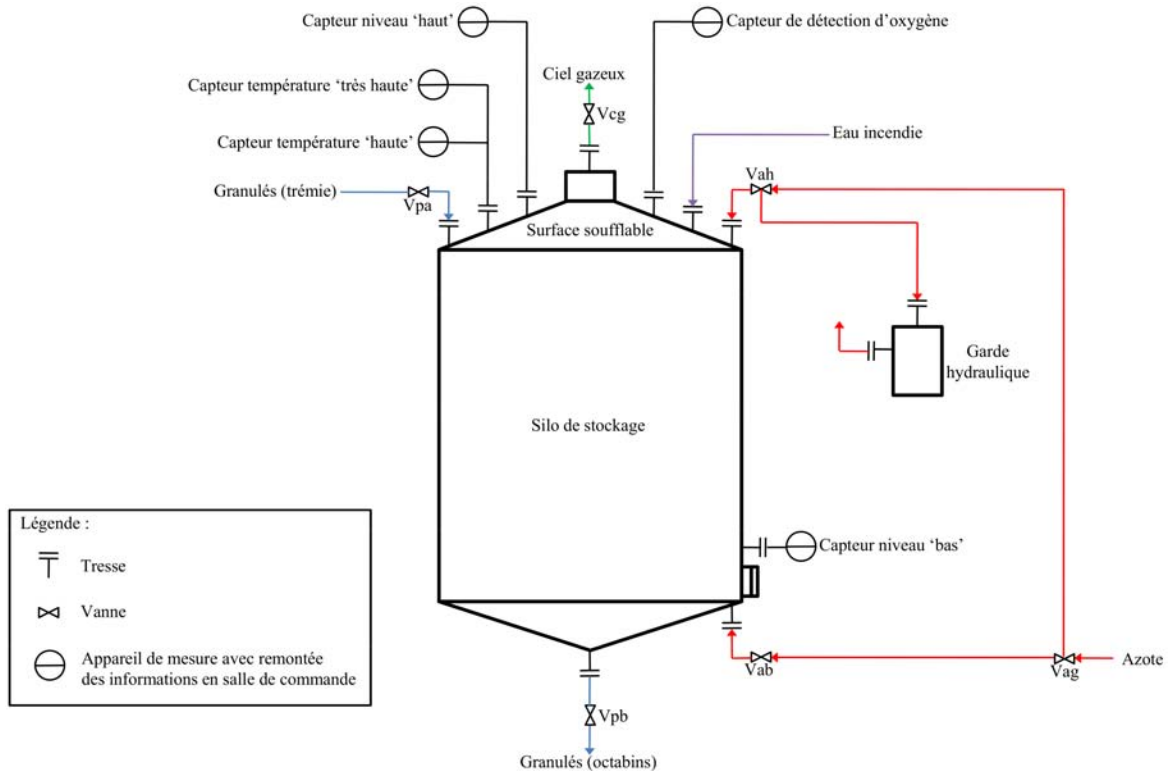 Capteur niveau ‘haut’
Capteur de détection d’oxygène
Ciel gazeux
Capteur température ‘très haute’
Vcg
Capteur température ‘haute’
Eau incendie
Granulés (trémie)
Vpa
Vah
Surface soufflable
Garde
hydraulique
Silo de stockage
Légende :
Tresse
Vanne
Appareil de mesure avec remontée
des informations en salle de commande
Capteur niveau ‘bas’
Vab
Vag
Azote
Vpb
Granulés (octabins)